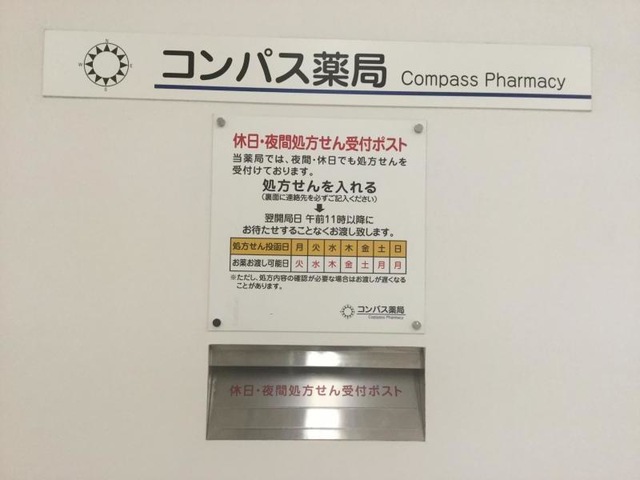 コンパス薬局 Compass Pharmacy
N
W E
S
休日・夜間処方せん受付ポスト
当薬局では、夜間・休日でも処方せんを
受付けております。
処方せんを入れる
（裏面に連絡先を必ずご記入ください）
翌開局日 午前11時以降に
お待たせすることなくお渡し致します。
処方せん投函日 月 火 水 木 金 土 日
お薬お渡し可能日 火 水 木 金 土 月 月
※ただし、処方内容の確認が必要な場合はお渡しが遅くなる
ことがあります。
コンパス薬局
Compass Pharmacy
休日・夜間処方せん受付ポスト